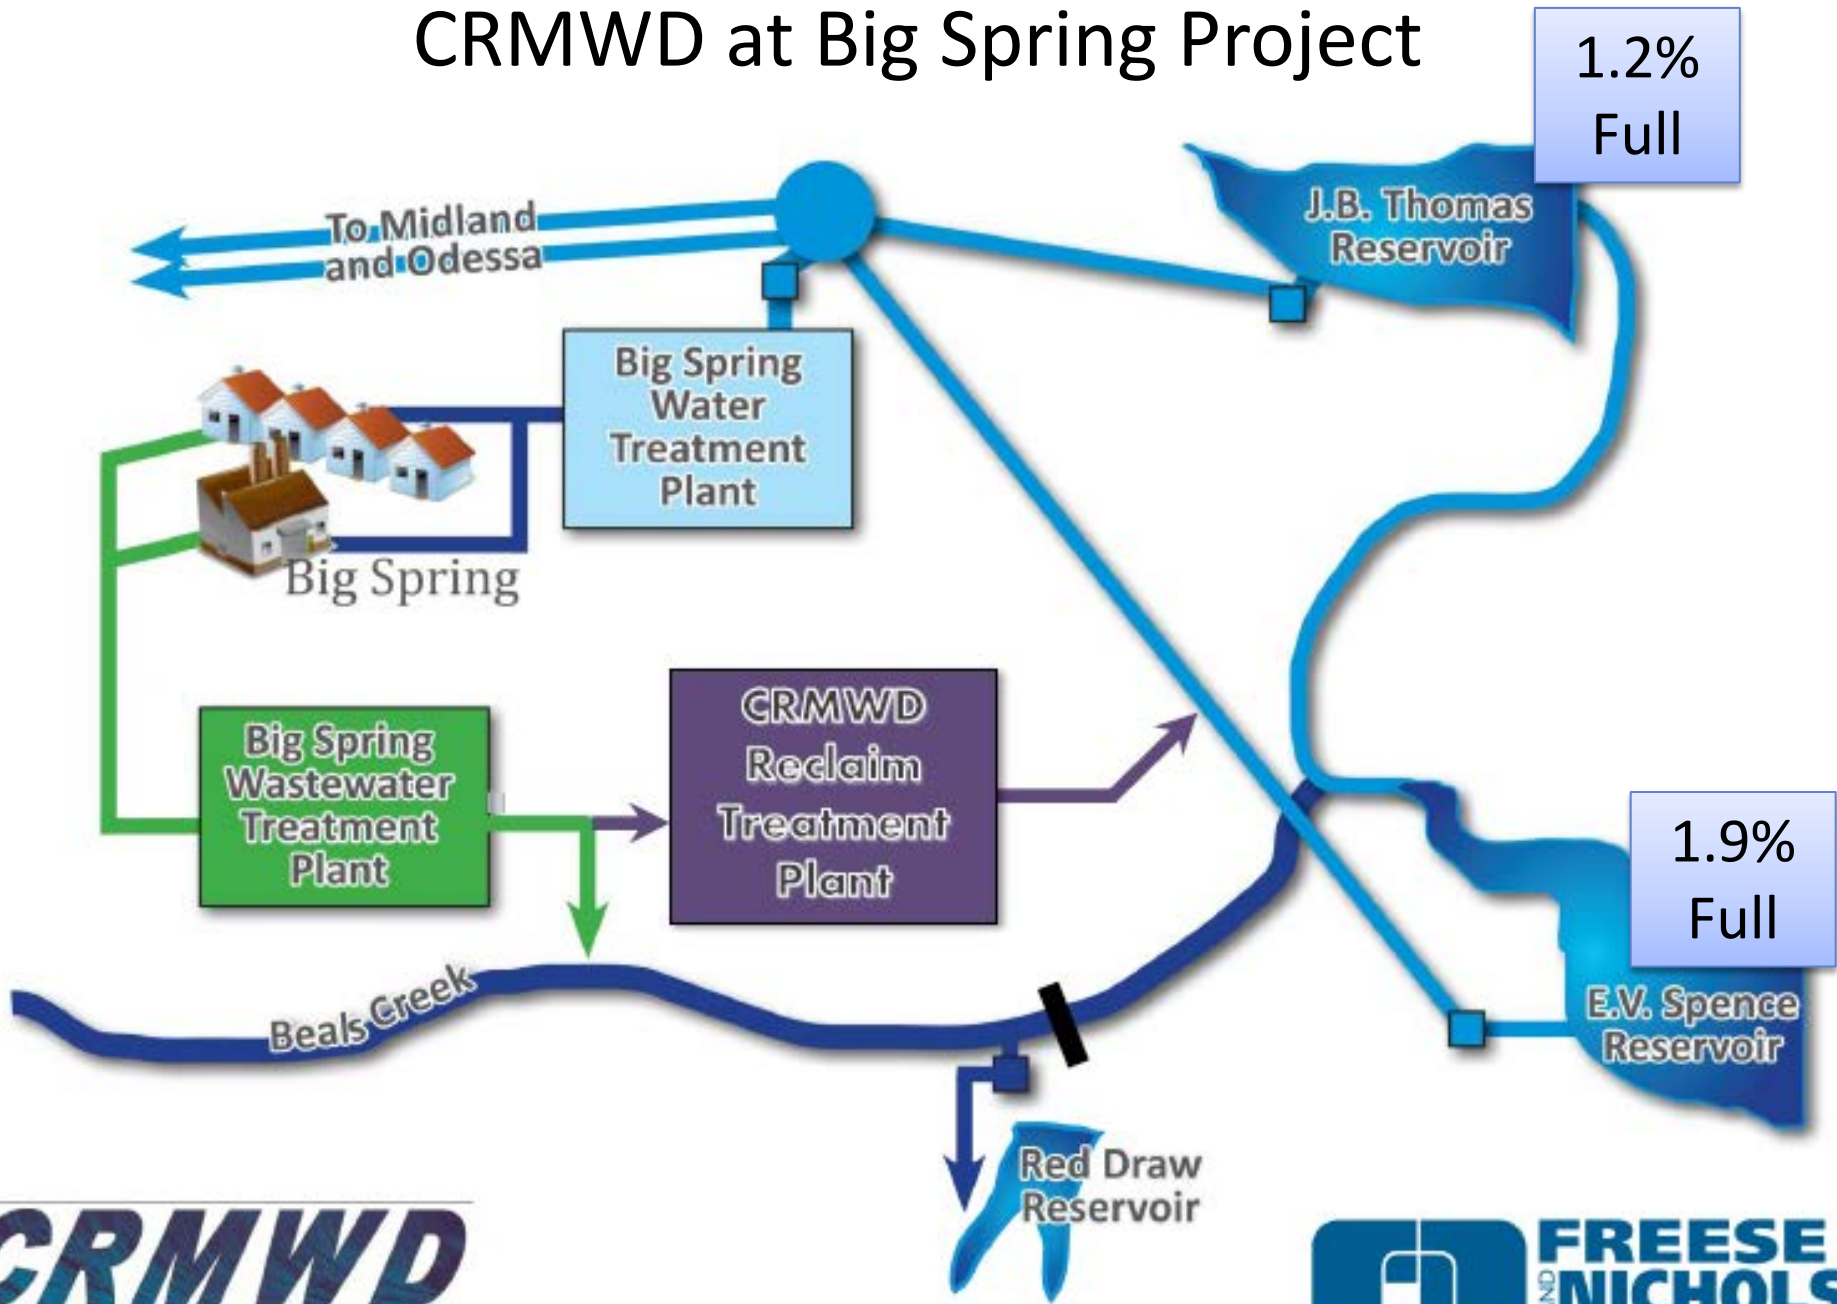 CRMWD at Big Spring Project
1.2%
Full
To Midland
and Odessa
J.B. Thomas
Reservoir
Big Spring
Water
Treatment
Plant
Big Spring
CRMWD
Reclaim
Treatment
Plant
Big Spring
Wastewater
Treatment
Plant
1.9%
Full
Beals Creek
E.V. Spence
Reservoir
Red Draw
Reservoir
CRMWD
FREESE
AND
NICHOLS